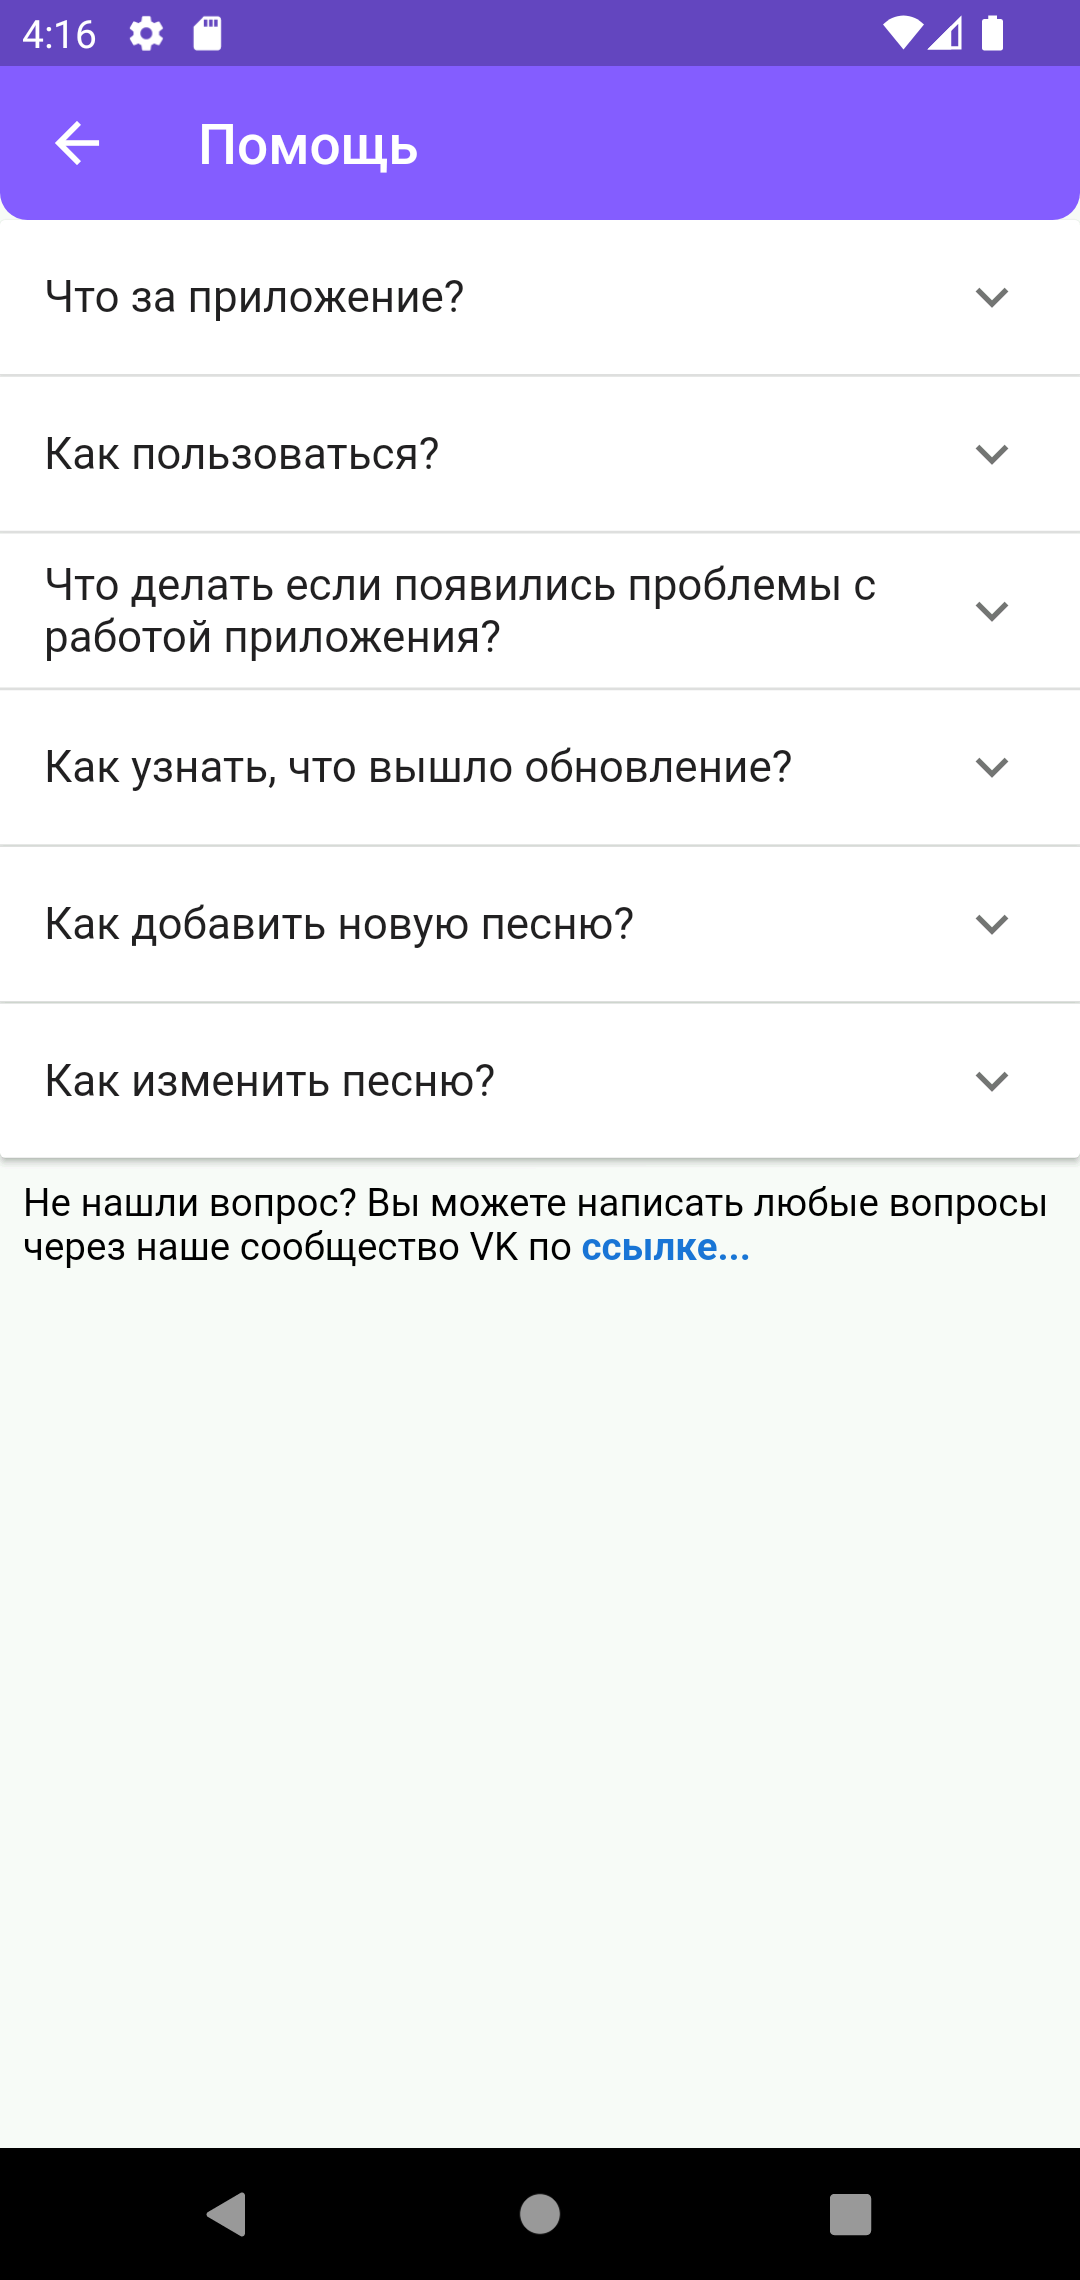 4:16
Помощь
Что за приложение?
Как пользоваться?
Что делать если появились проблемы с
работой приложения?
Как узнать, что вышло обновление?
Как добавить новую песню?
Как изменить песню?
Не нашли вопрос? Вы можете написать любые вопросы
через наше сообщество VK по ссылке...